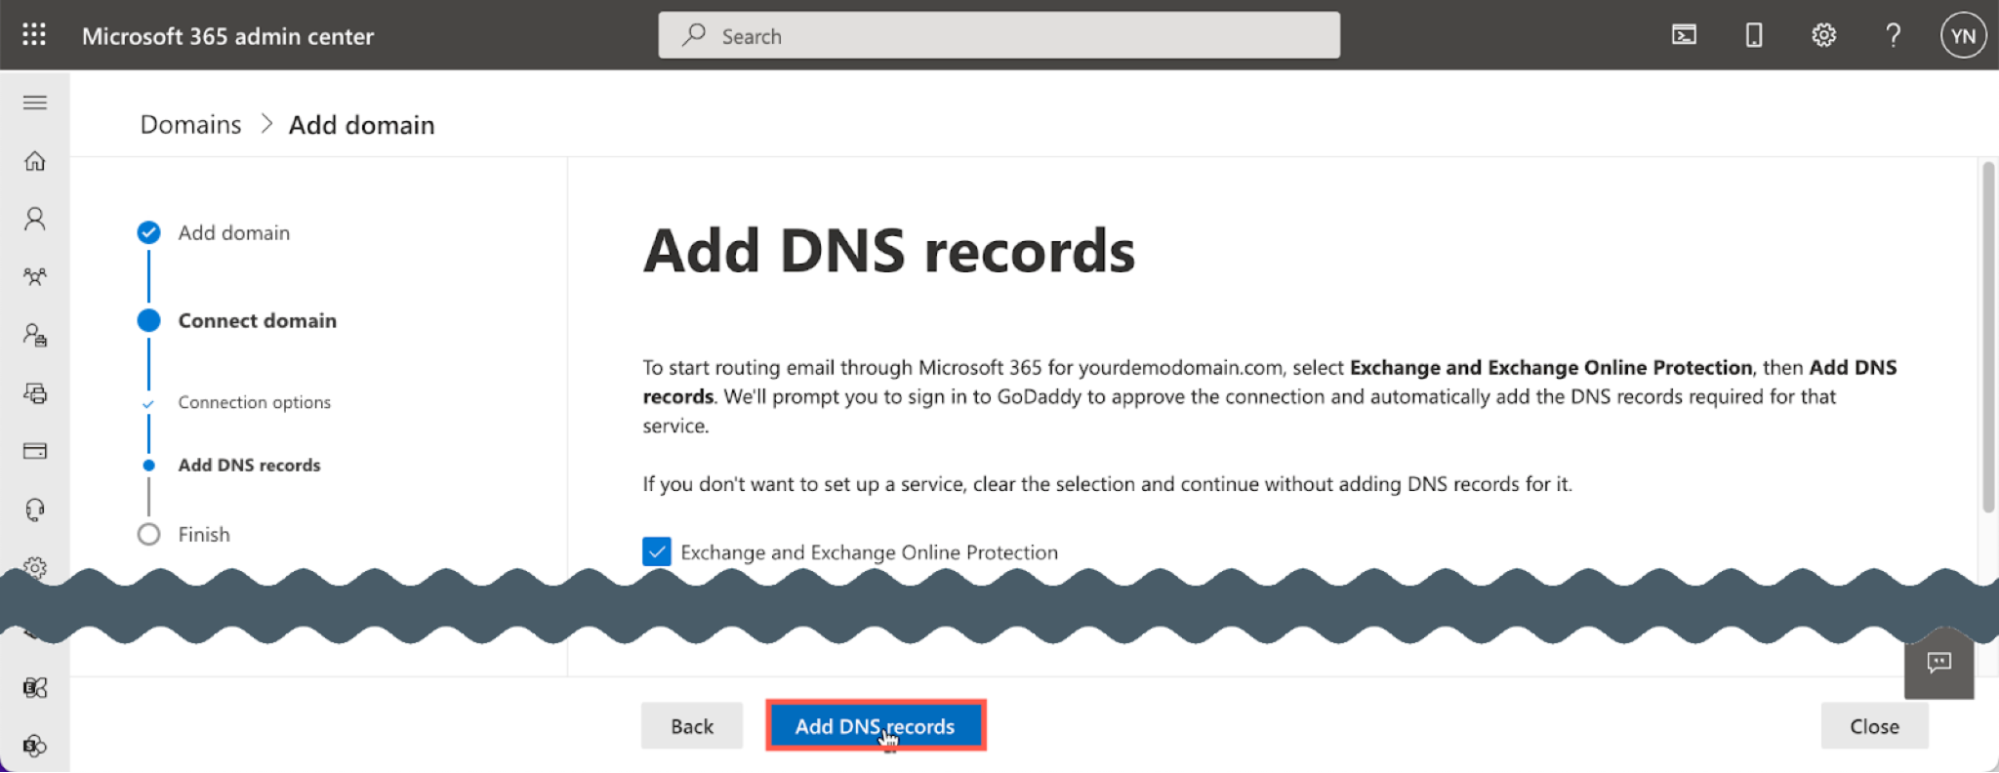 Microsoft 365 admin center
Search
YN
Domains > Add domain
Add domain
Connect domain
Connection options
Add DNS records
Finish
Add DNS records
To start routing email through Microsoft 365 for yourdemodomain.com, select Exchange and Exchange Online Protection, then Add DNS
records. We'll prompt you to sign in to GoDaddy to approve the connection and automatically add the DNS records required for that
service.
If you don't want to set up a service, clear the selection and continue without adding DNS records for it.
Exchange and Exchange Online Protection
Back
Add DNS records
Close